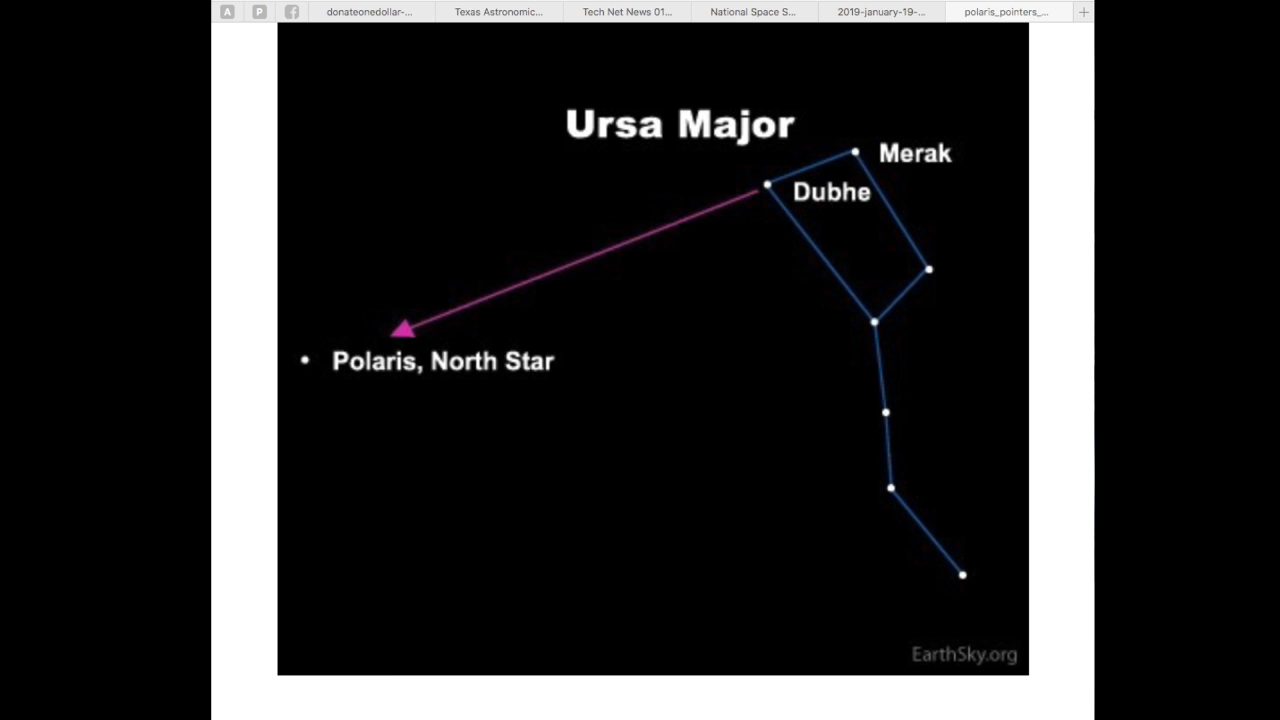 A P f donateonedollar-... Texas Astronomic... Tech Net News 01... National Space S... 2019-january-19-... polaris_pointers_... +
Ursa Major
Merak
Dubhe
Polaris, North Star
EarthSky.org